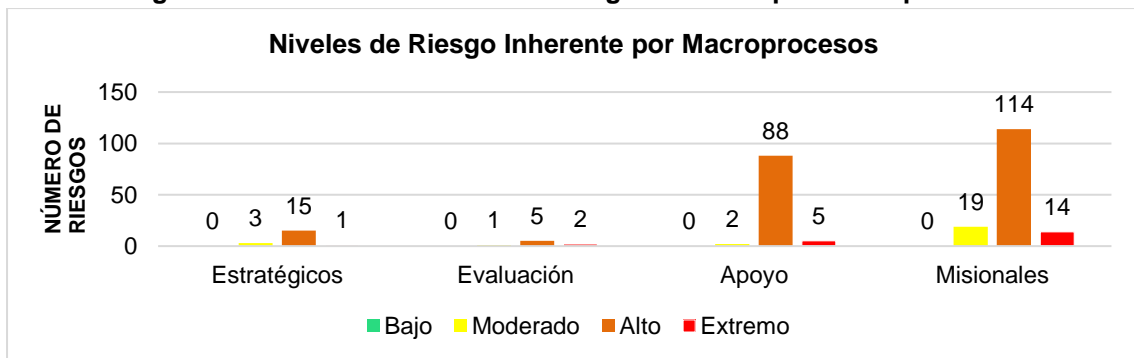 Niveles de Riesgo Inherente por Macroprocesos
NÚMERO DE
RIESGOS
150
100
50
0
0 3 15 1
0 1 5 2
0 2 88 5
0 19 114 14
Estratégicos Evaluación Apoyo Misionales
Bajo Moderado Alto Extremo